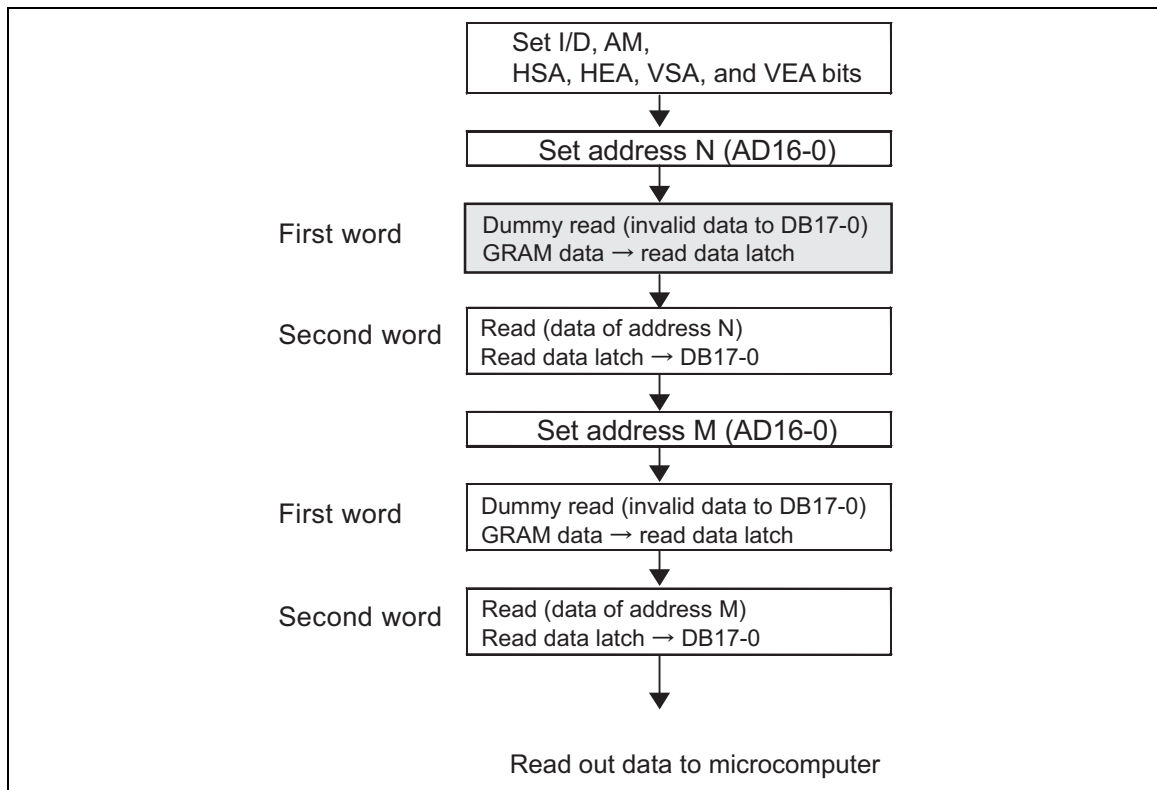 Set I/D, AM,
HSA, HEA, VSA, and VEA bits
Set address N (AD16-0)
First word
Dummy read (invalid data to DB17-0)
GRAM data → read data latch
Second word
Read (data of address N)
Read data latch → DB17-0
Set address M (AD16-0)
First word
Dummy read (invalid data to DB17-0)
GRAM data → read data latch
Second word
Read (data of address M)
Read data latch → DB17-0
Read out data to microcomputer